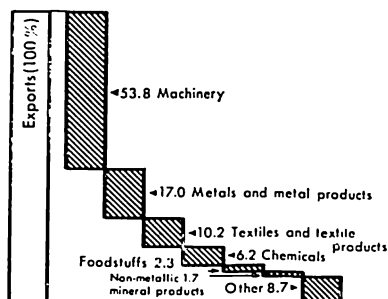 Exports (100 %)
53.8 Machinery
17.0 Metals and metal products
10.2 Textiles and textile
products
6.2 Chemicals
Foodstuffs 2.3
Non-metallic 1.7
mineral products
Other 8.7